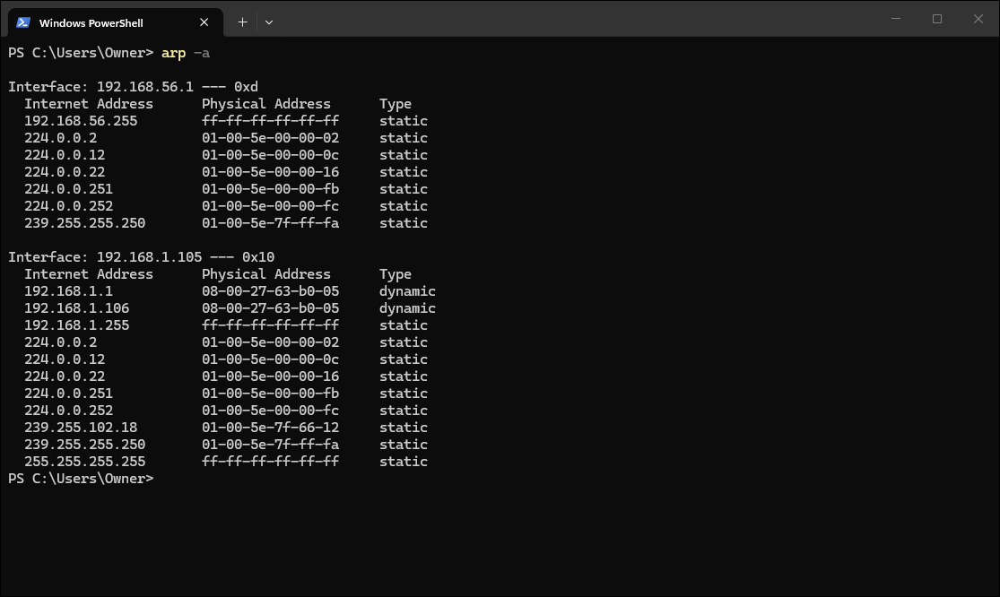 Windows PowerShell
PS C:\Users\Owner> arp -a
Interface: 192.168.56.1 --- 0xd
Internet Address Physical Address Type
192.168.56.255 ff-ff-ff-ff-ff-ff static
224.0.0.2 01-00-5e-00-00-02 static
224.0.0.12 01-00-5e-00-00-0c static
224.0.0.22 01-00-5e-00-00-16 static
224.0.0.251 01-00-5e-00-00-fb static
224.0.0.252 01-00-5e-00-00-fc static
239.255.255.250 01-00-5e-7f-ff-fa static
Interface: 192.168.1.105 --- 0x10
Internet Address Physical Address Type
192.168.1.1 08-00-27-63-b0-05 dynamic
192.168.1.106 08-00-27-63-b0-05 dynamic
192.168.1.255 ff-ff-ff-ff-ff-ff static
224.0.0.2 01-00-5e-00-00-02 static
224.0.0.12 01-00-5e-00-00-0c static
224.0.0.22 01-00-5e-00-00-16 static
224.0.0.251 01-00-5e-00-00-fb static
224.0.0.252 01-00-5e-00-00-fc static
239.255.102.18 01-00-5e-7f-66-12 static
239.255.255.250 01-00-5e-7f-ff-fa static
255.255.255.255 ff-ff-ff-ff-ff-ff static
PS C:\Users\Owner>